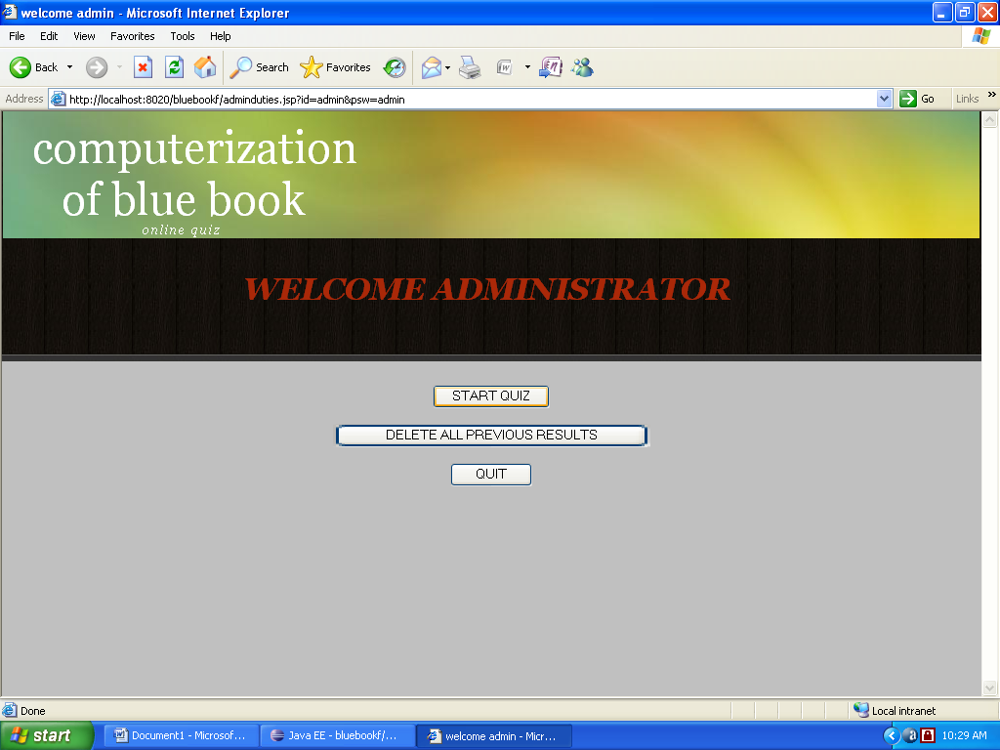 welcome admin - Microsoft Internet Explorer
File Edit View Favorites Tools Help
Back Search Favorites
Address http://localhost:8020/bluebookf/adminduties.jsp?id=admin&psw=admin Go Links »
computerization
of blue book
online quiz
WELCOME ADMINISTRATOR
START QUIZ
DELETE ALL PREVIOUS RESULTS
QUIT
Done Local intranet
start Document1 - Microsof... Java EE - bluebookf/... welcome admin - Micr... 10:29 AM